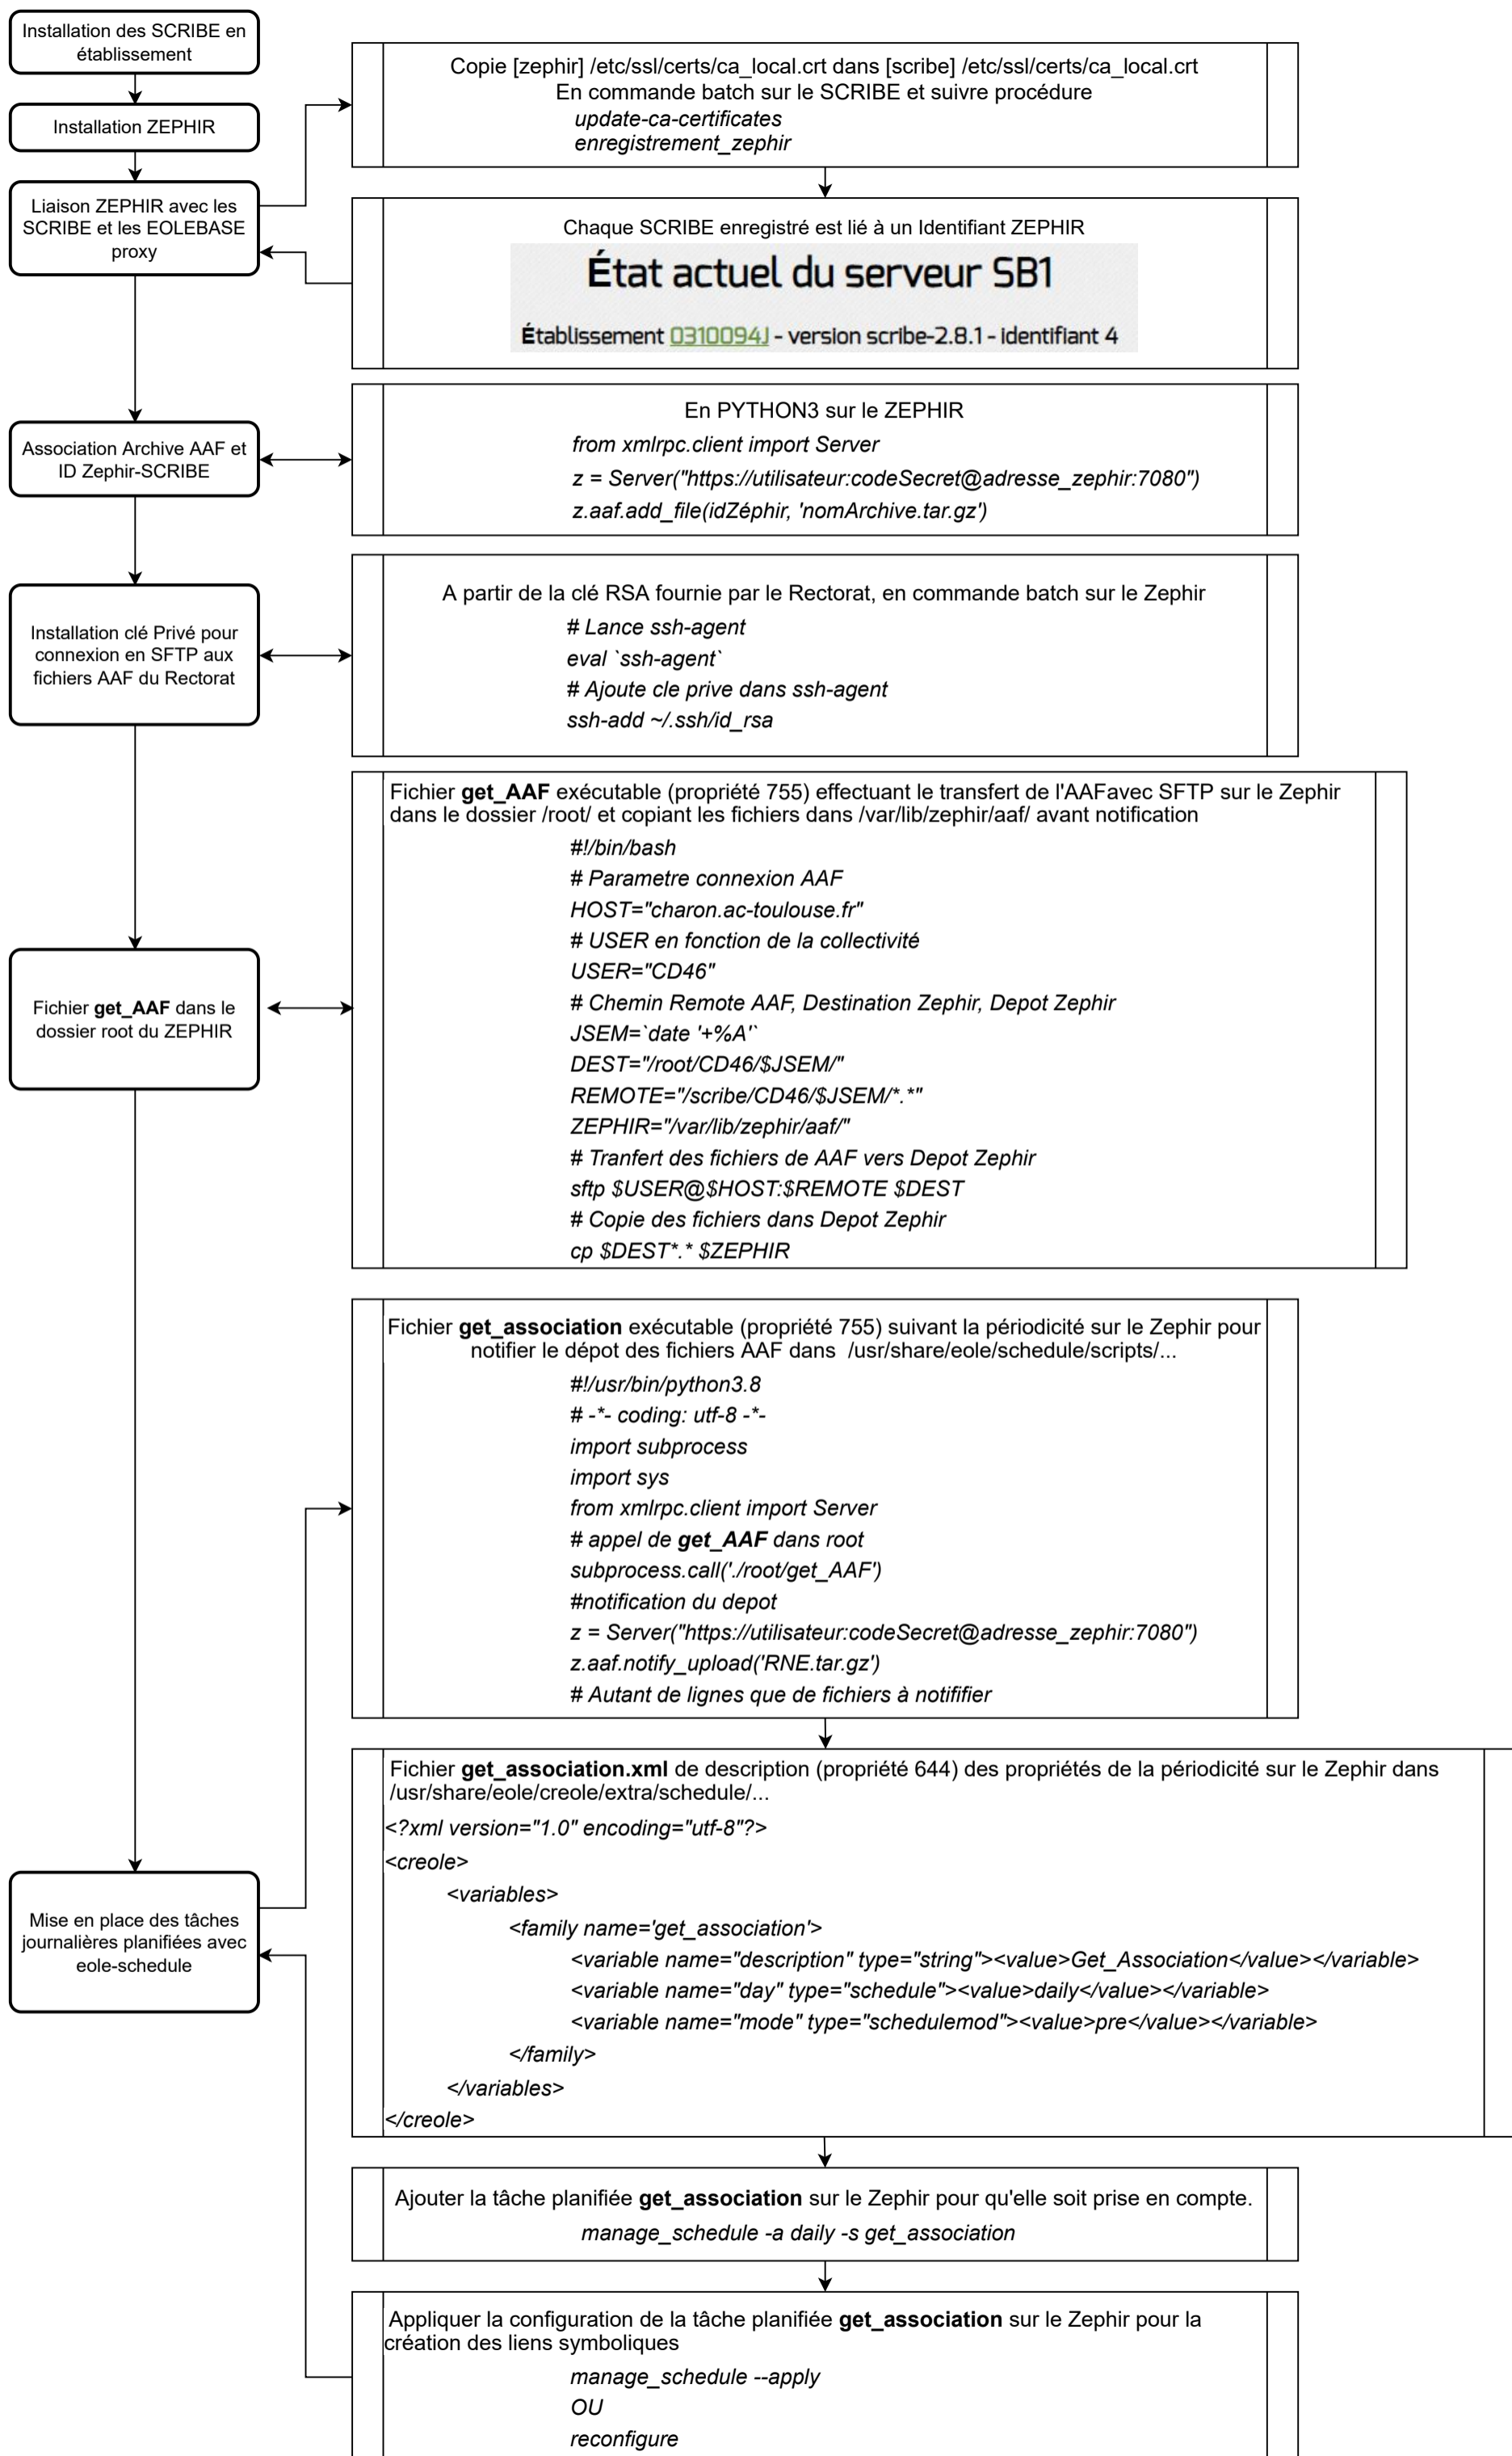 Installation des SCRIBE en
établissement
Installation ZEPHIR
Liaison ZEPHIR avec les
SCRIBE et les EOLEBASE
proxy
Copie [zephir] /etc/ssl/certs/ca_local.crt dans [scribe] /etc/ssl/certs/ca_local.crt
En commande batch sur le SCRIBE et suivre procédure
update-ca-certificates
enregistrement_zephir
Chaque SCRIBE enregistré est lié à un Identifiant ZEPHIR
État actuel du serveur SB1
Établissement 0310094J - version scribe-2.8.1 - identifiant 4
Association Archive AAF et
ID Zephir-SCRIBE
En PYTHON3 sur le ZEPHIR
from xmlrpc.client import Server
z = Server("https://utilisateur:codeSecret@adresse_zephir:7080")
z.aaf.add_file(idZéphir, 'nomArchive.tar.gz')
Installation clé Privé pour
connexion en SFTP aux
fichiers AAF du Rectorat
A partir de la clé RSA fournie par le Rectorat, en commande batch sur le Zephir
# Lance ssh-agent
eval `ssh-agent`
# Ajoute cle prive dans ssh-agent
ssh-add ~/.ssh/id_rsa
Fichier get_AAF dans le
dossier root du ZEPHIR
Fichier get_AAF exécutable (propriété 755) effectuant le transfert de l'AAFavec SFTP sur le Zephir
dans le dossier /root/ et copiant les fichiers dans /var/lib/zephir/aaf/ avant notification
#!/bin/bash
# Parametre connexion AAF
HOST="charon.ac-toulouse.fr"
# USER en fonction de la collectivité
USER="CD46"
# Chemin Remote AAF, Destination Zephir, Depot Zephir
JSEM=`date '+%A'`
DEST="/root/CD46/$JSEM/"
REMOTE="/scribe/CD46/$JSEM/*.*"
ZEPHIR="/var/lib/zephir/aaf/"
# Tranfert des fichiers de AAF vers Depot Zephir
sftp $USER@$HOST:$REMOTE $DEST
# Copie des fichiers dans Depot Zephir
cp $DEST*.* $ZEPHIR
Mise en place des tâches
journalières planifiées avec
eole-schedule
Fichier get_association exécutable (propriété 755) suivant la périodicité sur le Zephir pour
notifier le dépot des fichiers AAF dans  /usr/share/eole/schedule/scripts/...
#!/usr/bin/python3.8
# -*- coding: utf-8 -*-
import subprocess
import sys
from xmlrpc.client import Server
# appel de get_AAF dans root
subprocess.call('./root/get_AAF')
#notification du depot
z = Server("https://utilisateur:codeSecret@adresse_zephir:7080")
z.aaf.notify_upload('RNE.tar.gz')
# Autant de lignes que de fichiers à notififier
Fichier get_association.xml de description (propriété 644) des propriétés de la périodicité sur le Zephir dans
/usr/share/eole/creole/extra/schedule/...
<?xml version="1.0" encoding="utf-8"?>
<creole>
<variables>
<family name='get_association'>
<variable name="description" type="string"><value>Get_Association</value></variable>
<variable name="day" type="schedule"><value>daily</value></variable>
<variable name="mode" type="schedulemod"><value>pre</value></variable>
</family>
</variables>
</creole>
Ajouter la tâche planifiée get_association sur le Zephir pour qu'elle soit prise en compte.
manage_schedule -a daily -s get_association
Appliquer la configuration de la tâche planifiée get_association sur le Zephir pour la
création des liens symboliques
manage_schedule --apply
OU
reconfigure